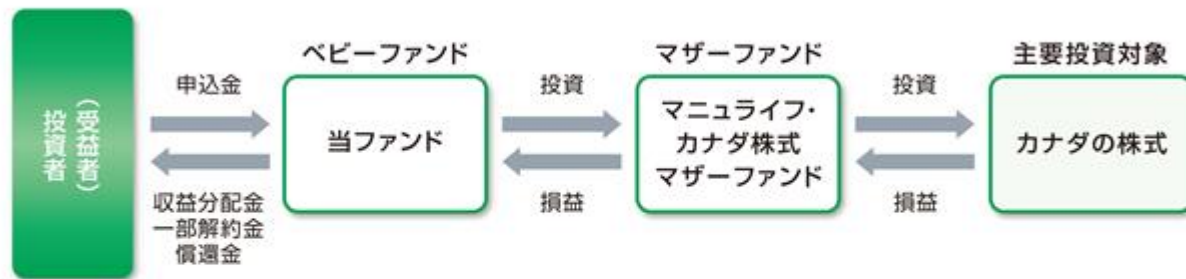 投資者
（受益者）
申込金
収益分配金
一部解約金
償還金
ベビーファンド
当ファンド
投資
損益
マザーファンド
マニュライフ・
カナダ株式
マザーファンド
投資
損益
主要投資対象
カナダの株式